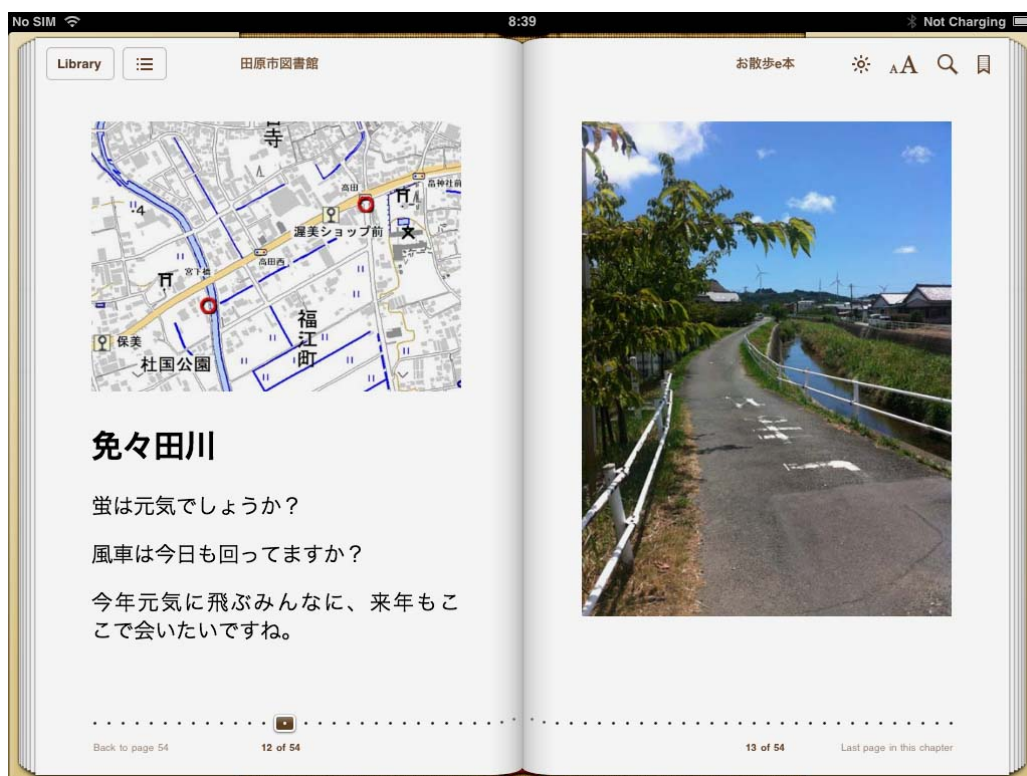 No SIM
8:39
Not Charging
Library
田原市図書館
お散歩e本
AA
寺
高田
畠神社前
渥美ショップ前
高田西
宮下橋
4
福江町
保美
杜国公園
免々田川
蛍は元気でしょうか？
風車は今日も回ってますか？
今年元気に飛ぶみんなに、来年もこ
こで会いたいですね。
止まれ
Back to page 54
12 of 54
13 of 54
Last page in this chapter